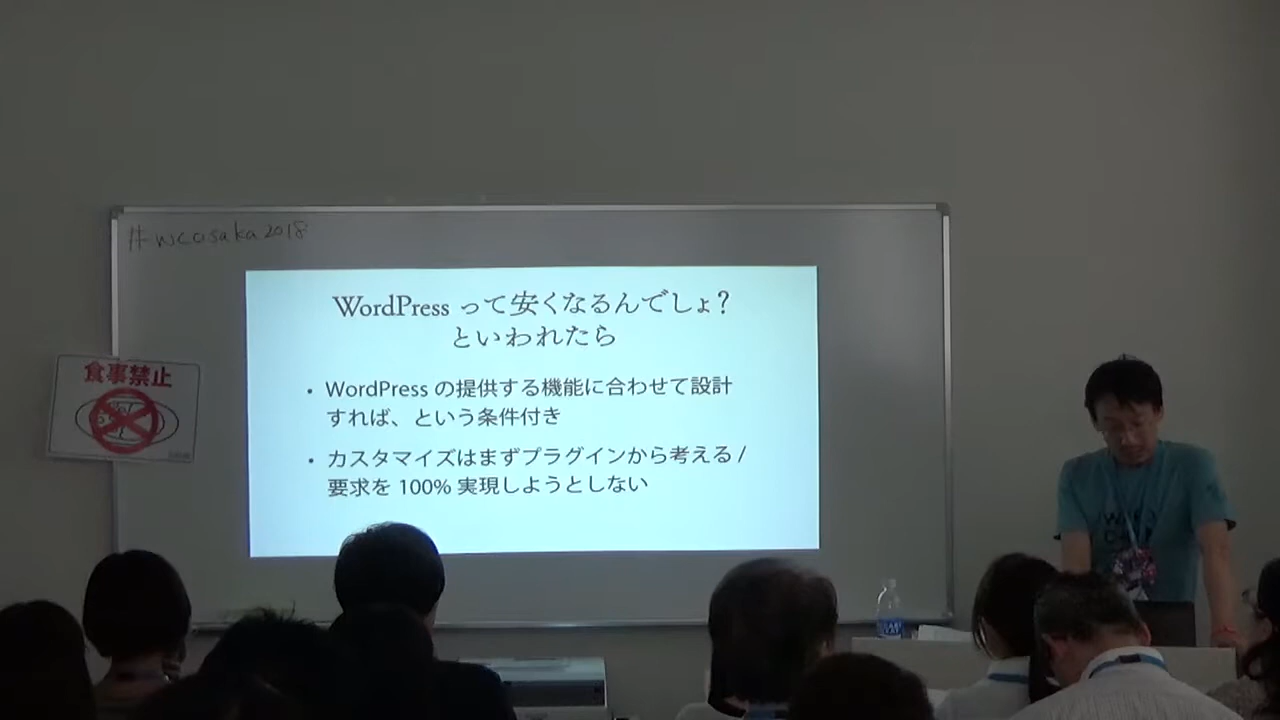 #wcosaka2018
WordPress って安くなるんでしょ？
といわれたら
• WordPress の提供する機能に合わせて設計
すれば、という条件付き
• カスタマイズはまずプラグインから考える /
要求を 100% 実現しようとしない
食事禁止